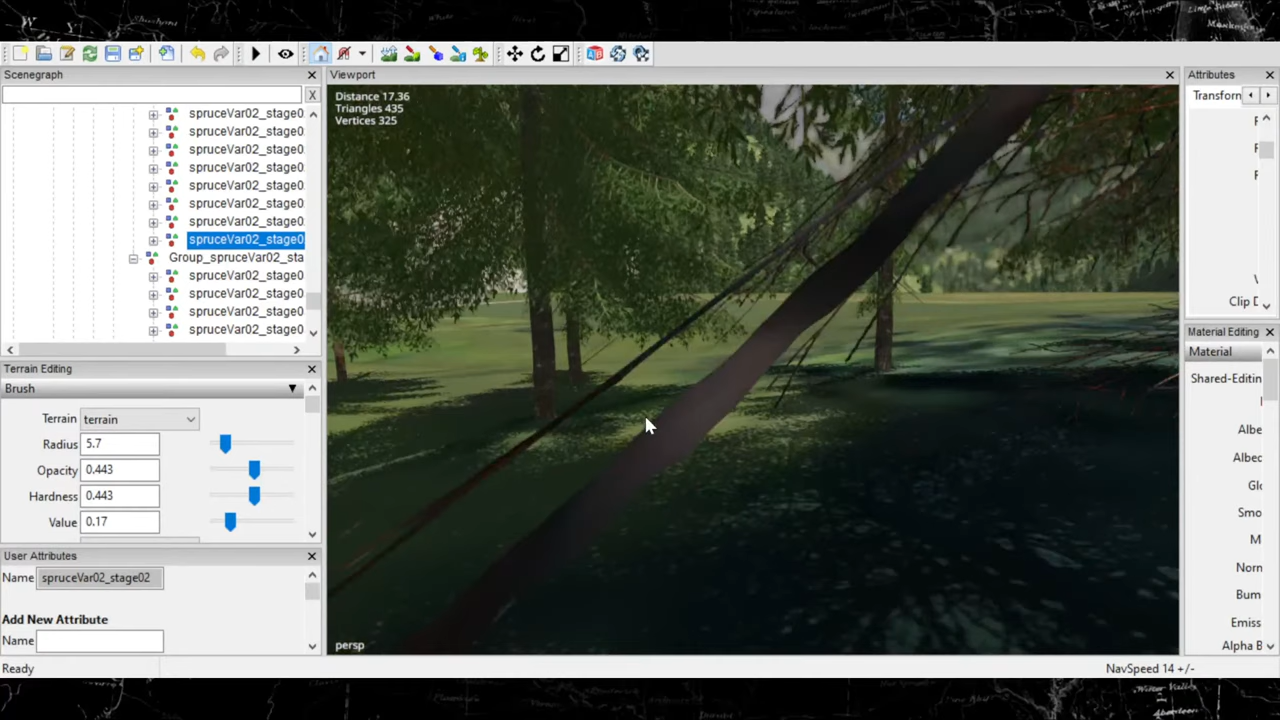 Scenegraph
X
spruceVar02_stage0
spruceVar02_stage0
spruceVar02_stage0
spruceVar02_stage0
spruceVar02_stage0
spruceVar02_stage0
spruceVar02_stage0
spruceVar02_stage0
Group_spruceVar02_sta
spruceVar02_stage0
spruceVar02_stage0
spruceVar02_stage0
spruceVar02_stage0
Terrain Editing
Brush
Terrain terrain
Radius 5.7
Opacity 0.443
Hardness 0.443
Value 0.17
User Attributes
Name spruceVar02_stage02
Add New Attribute
Name
Ready
Viewport
Distance 17.36
Triangles 435
Vertices 325
persp
Attributes
Transform
Clip D
Material Editing
Material
Shared-Editin
Albe
Albed
Glo
Smo
M
Norn
Bum
Emiss
Alpha B
NavSpeed 14 +/-